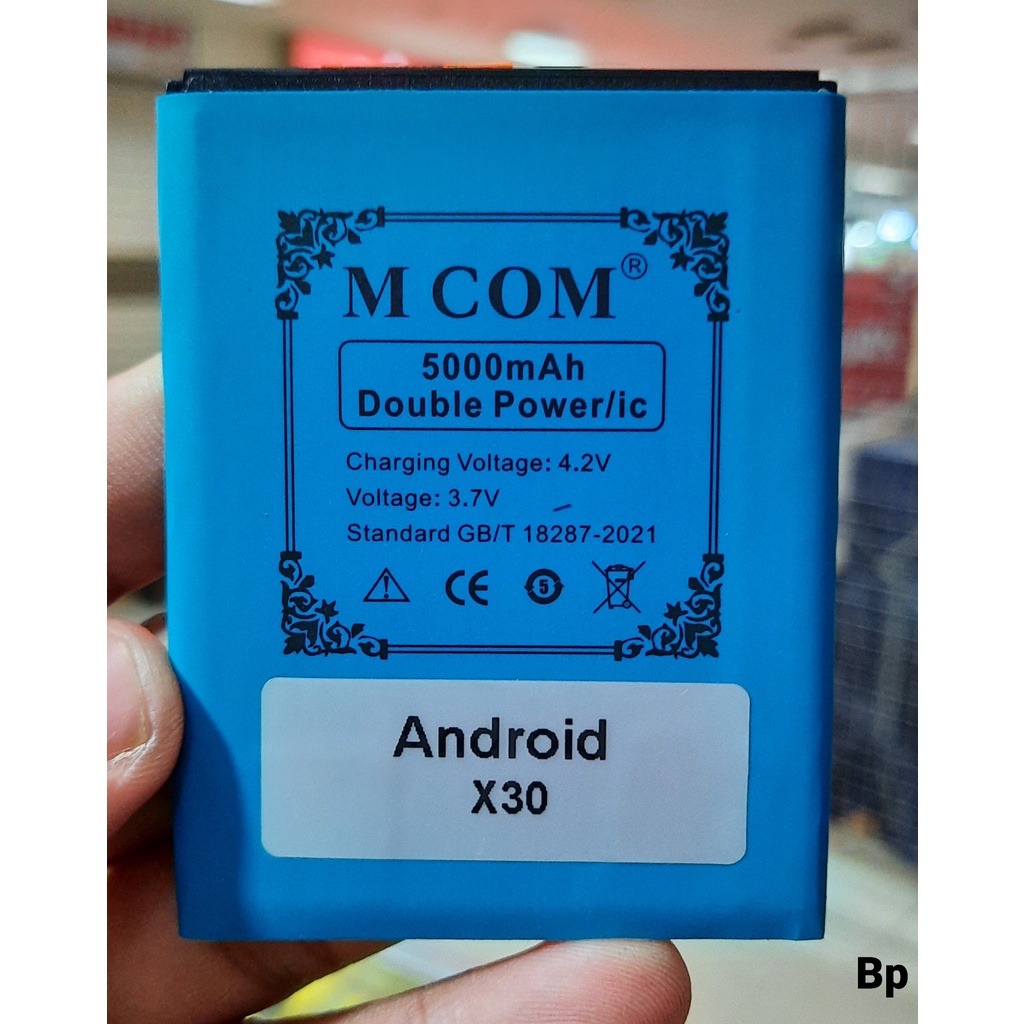 M COM®
5000mAh
Double Power/ic
Charging Voltage: 4.2V
Voltage: 3.7V
Standard GB/T 18287-2021
CE
5
Android
X30
Bp